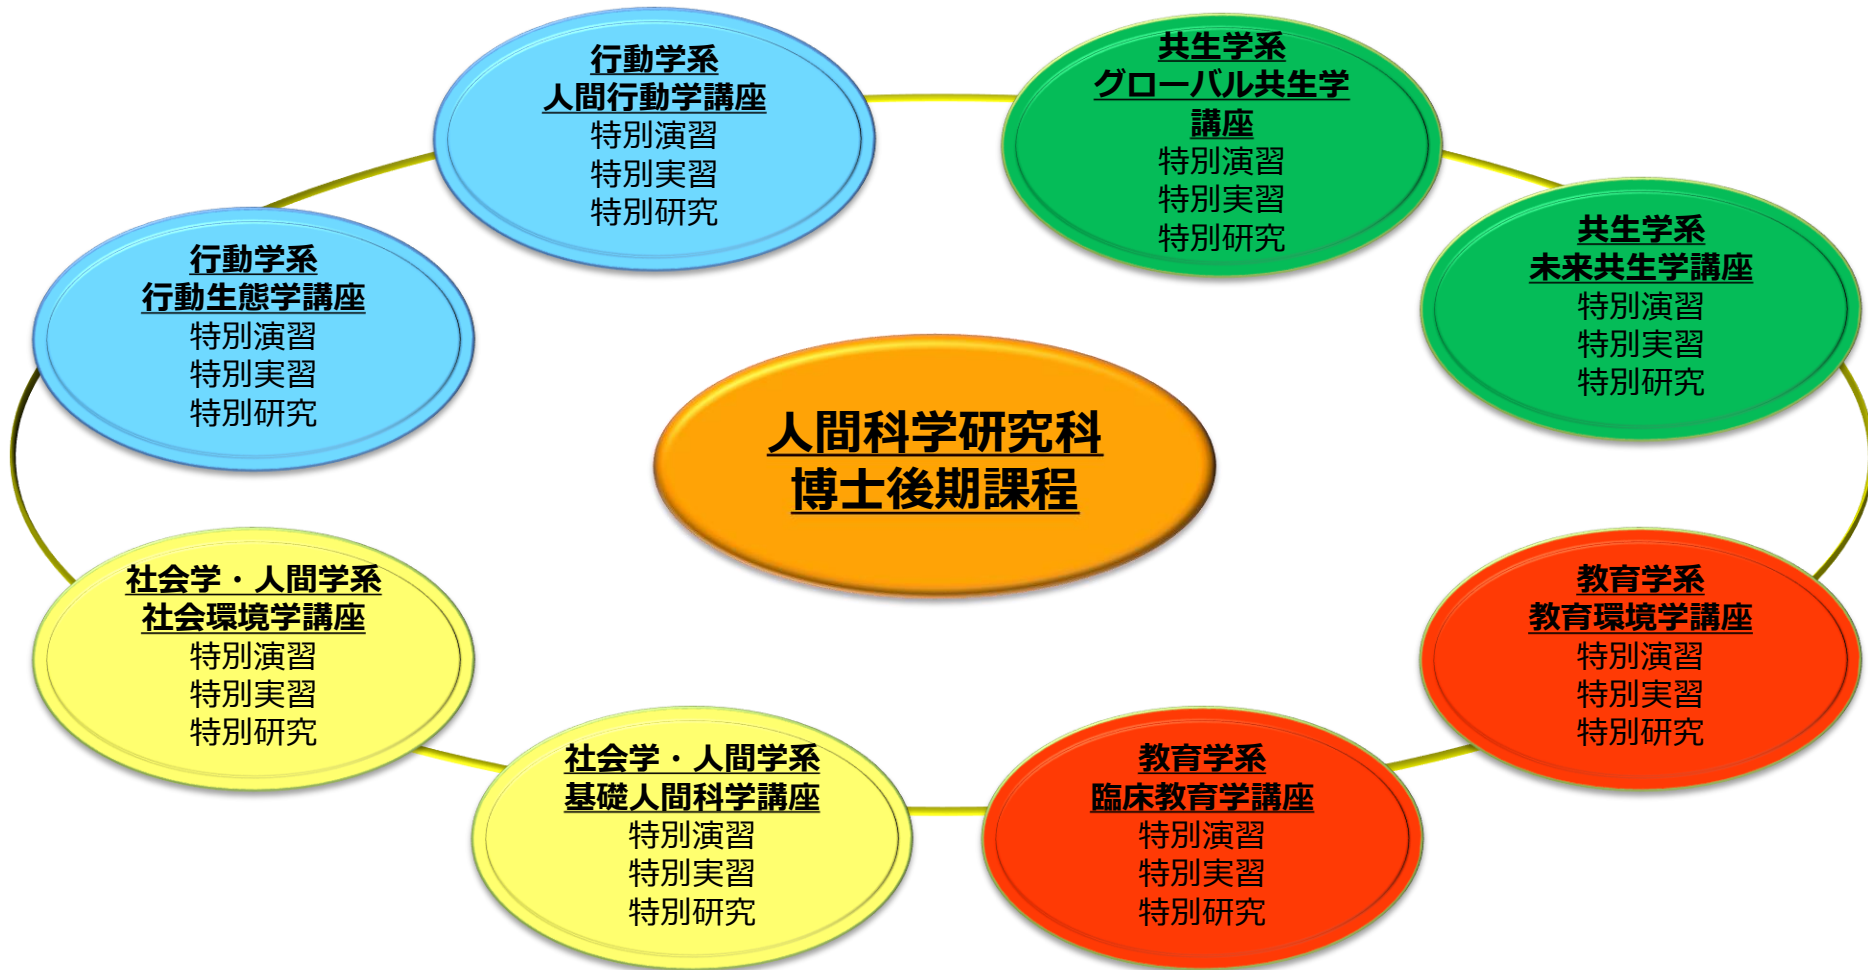 行動学系
人間行動学講座
特別演習
特別実習
特別研究
共生学系
グローバル共生学
講座
特別演習
特別実習
特別研究
行動学系
行動生態学講座
特別演習
特別実習
特別研究
共生学系
未来共生学講座
特別演習
特別実習
特別研究
人間科学研究科
博士後期課程
社会学・人間学系
社会環境学講座
特別演習
特別実習
特別研究
教育学系
教育環境学講座
特別演習
特別実習
特別研究
社会学・人間学系
基礎人間科学講座
特別演習
特別実習
特別研究
教育学系
臨床教育学講座
特別演習
特別実習
特別研究